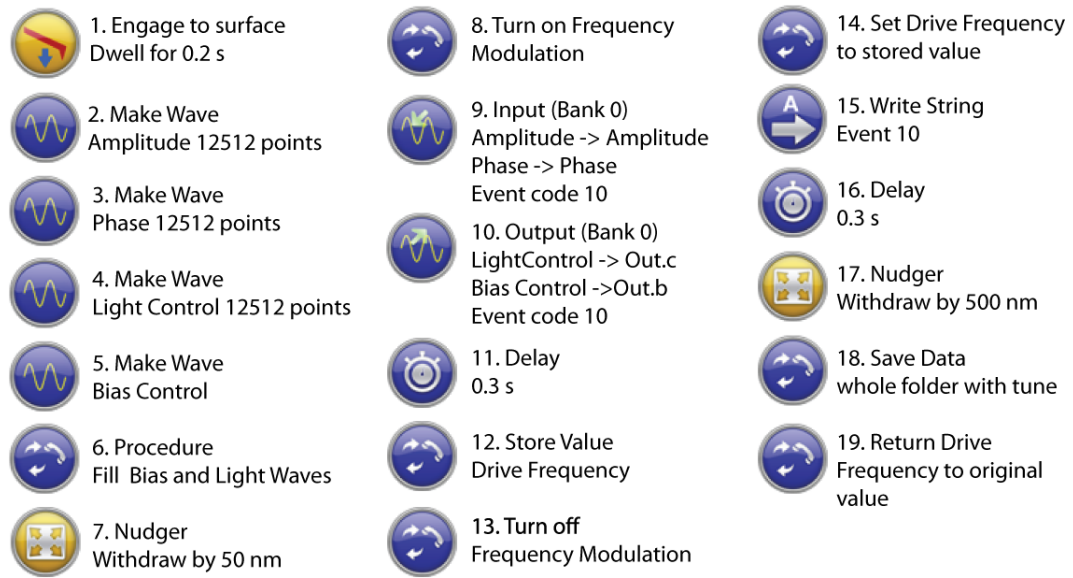 1. Engage to surface
Dwell for 0.2 s
2. Make Wave
Amplitude 12512 points
3. Make Wave
Phase 12512 points
4. Make Wave
Light Control 12512 points
5. Make Wave
Bias Control
6. Procedure
Fill Bias and Light Waves
7. Nudger
Withdraw by 50 nm
8. Turn on Frequency
Modulation
9. Input (Bank 0)
Amplitude -> Amplitude
Phase -> Phase
Event code 10
10. Output (Bank 0)
LightControl -> Out.c
Bias Control ->Out.b
Event code 10
11. Delay
0.3 s
12. Store Value
Drive Frequency
13. Turn off
Frequency Modulation
14. Set Drive Frequency
to stored value
A
15. Write String
Event 10
16. Delay
0.3 s
17. Nudger
Withdraw by 500 nm
18. Save Data
whole folder with tune
19. Return Drive
Frequency to original
value